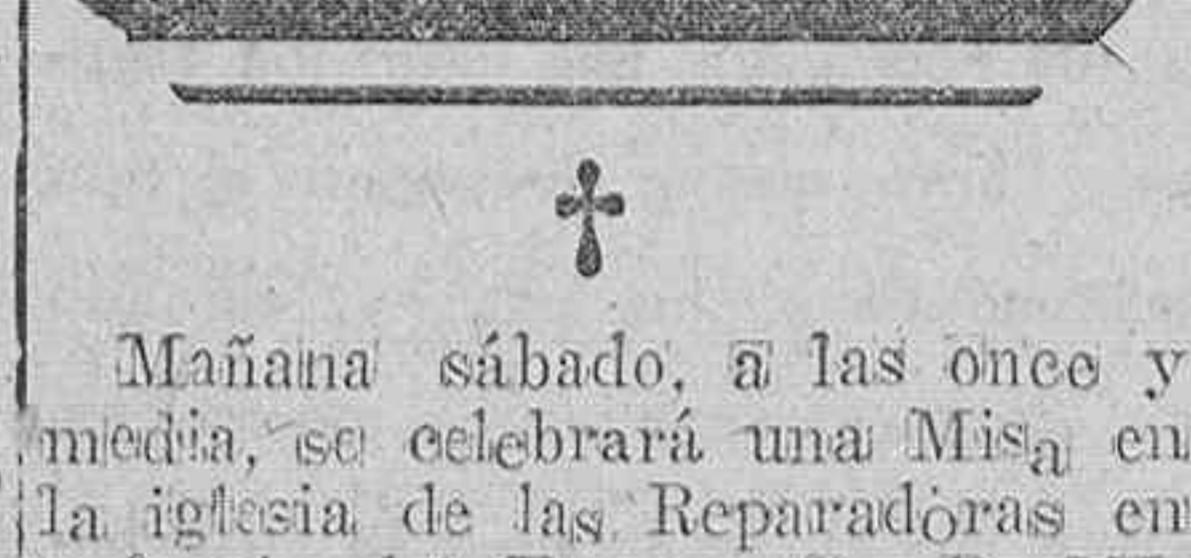 Mañana sábado, a las once y
media, se celebrará una Misa en
la iglesia de las Reparadoras en